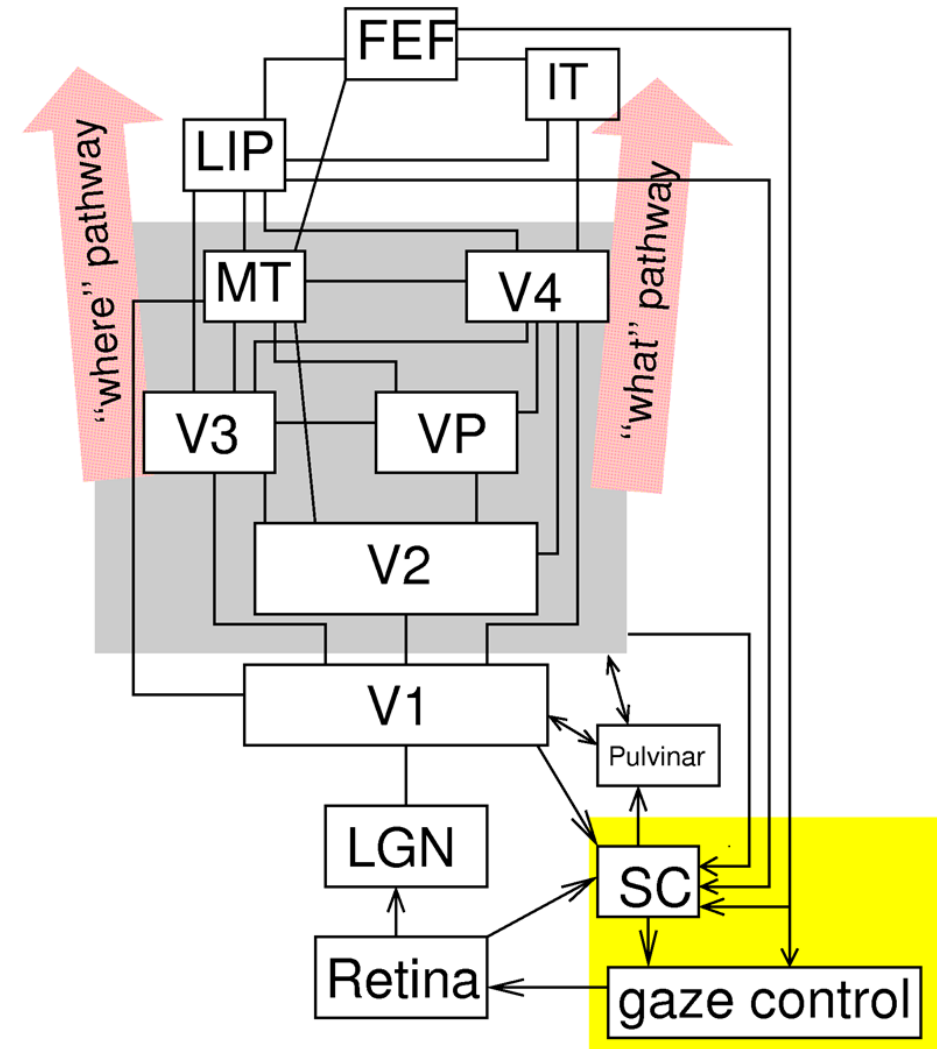 FEF
IT
LIP
“where” pathway
“what” pathway
MT
V4
V3
VP
V2
V1
Pulvinar
LGN
SC
Retina
gaze control